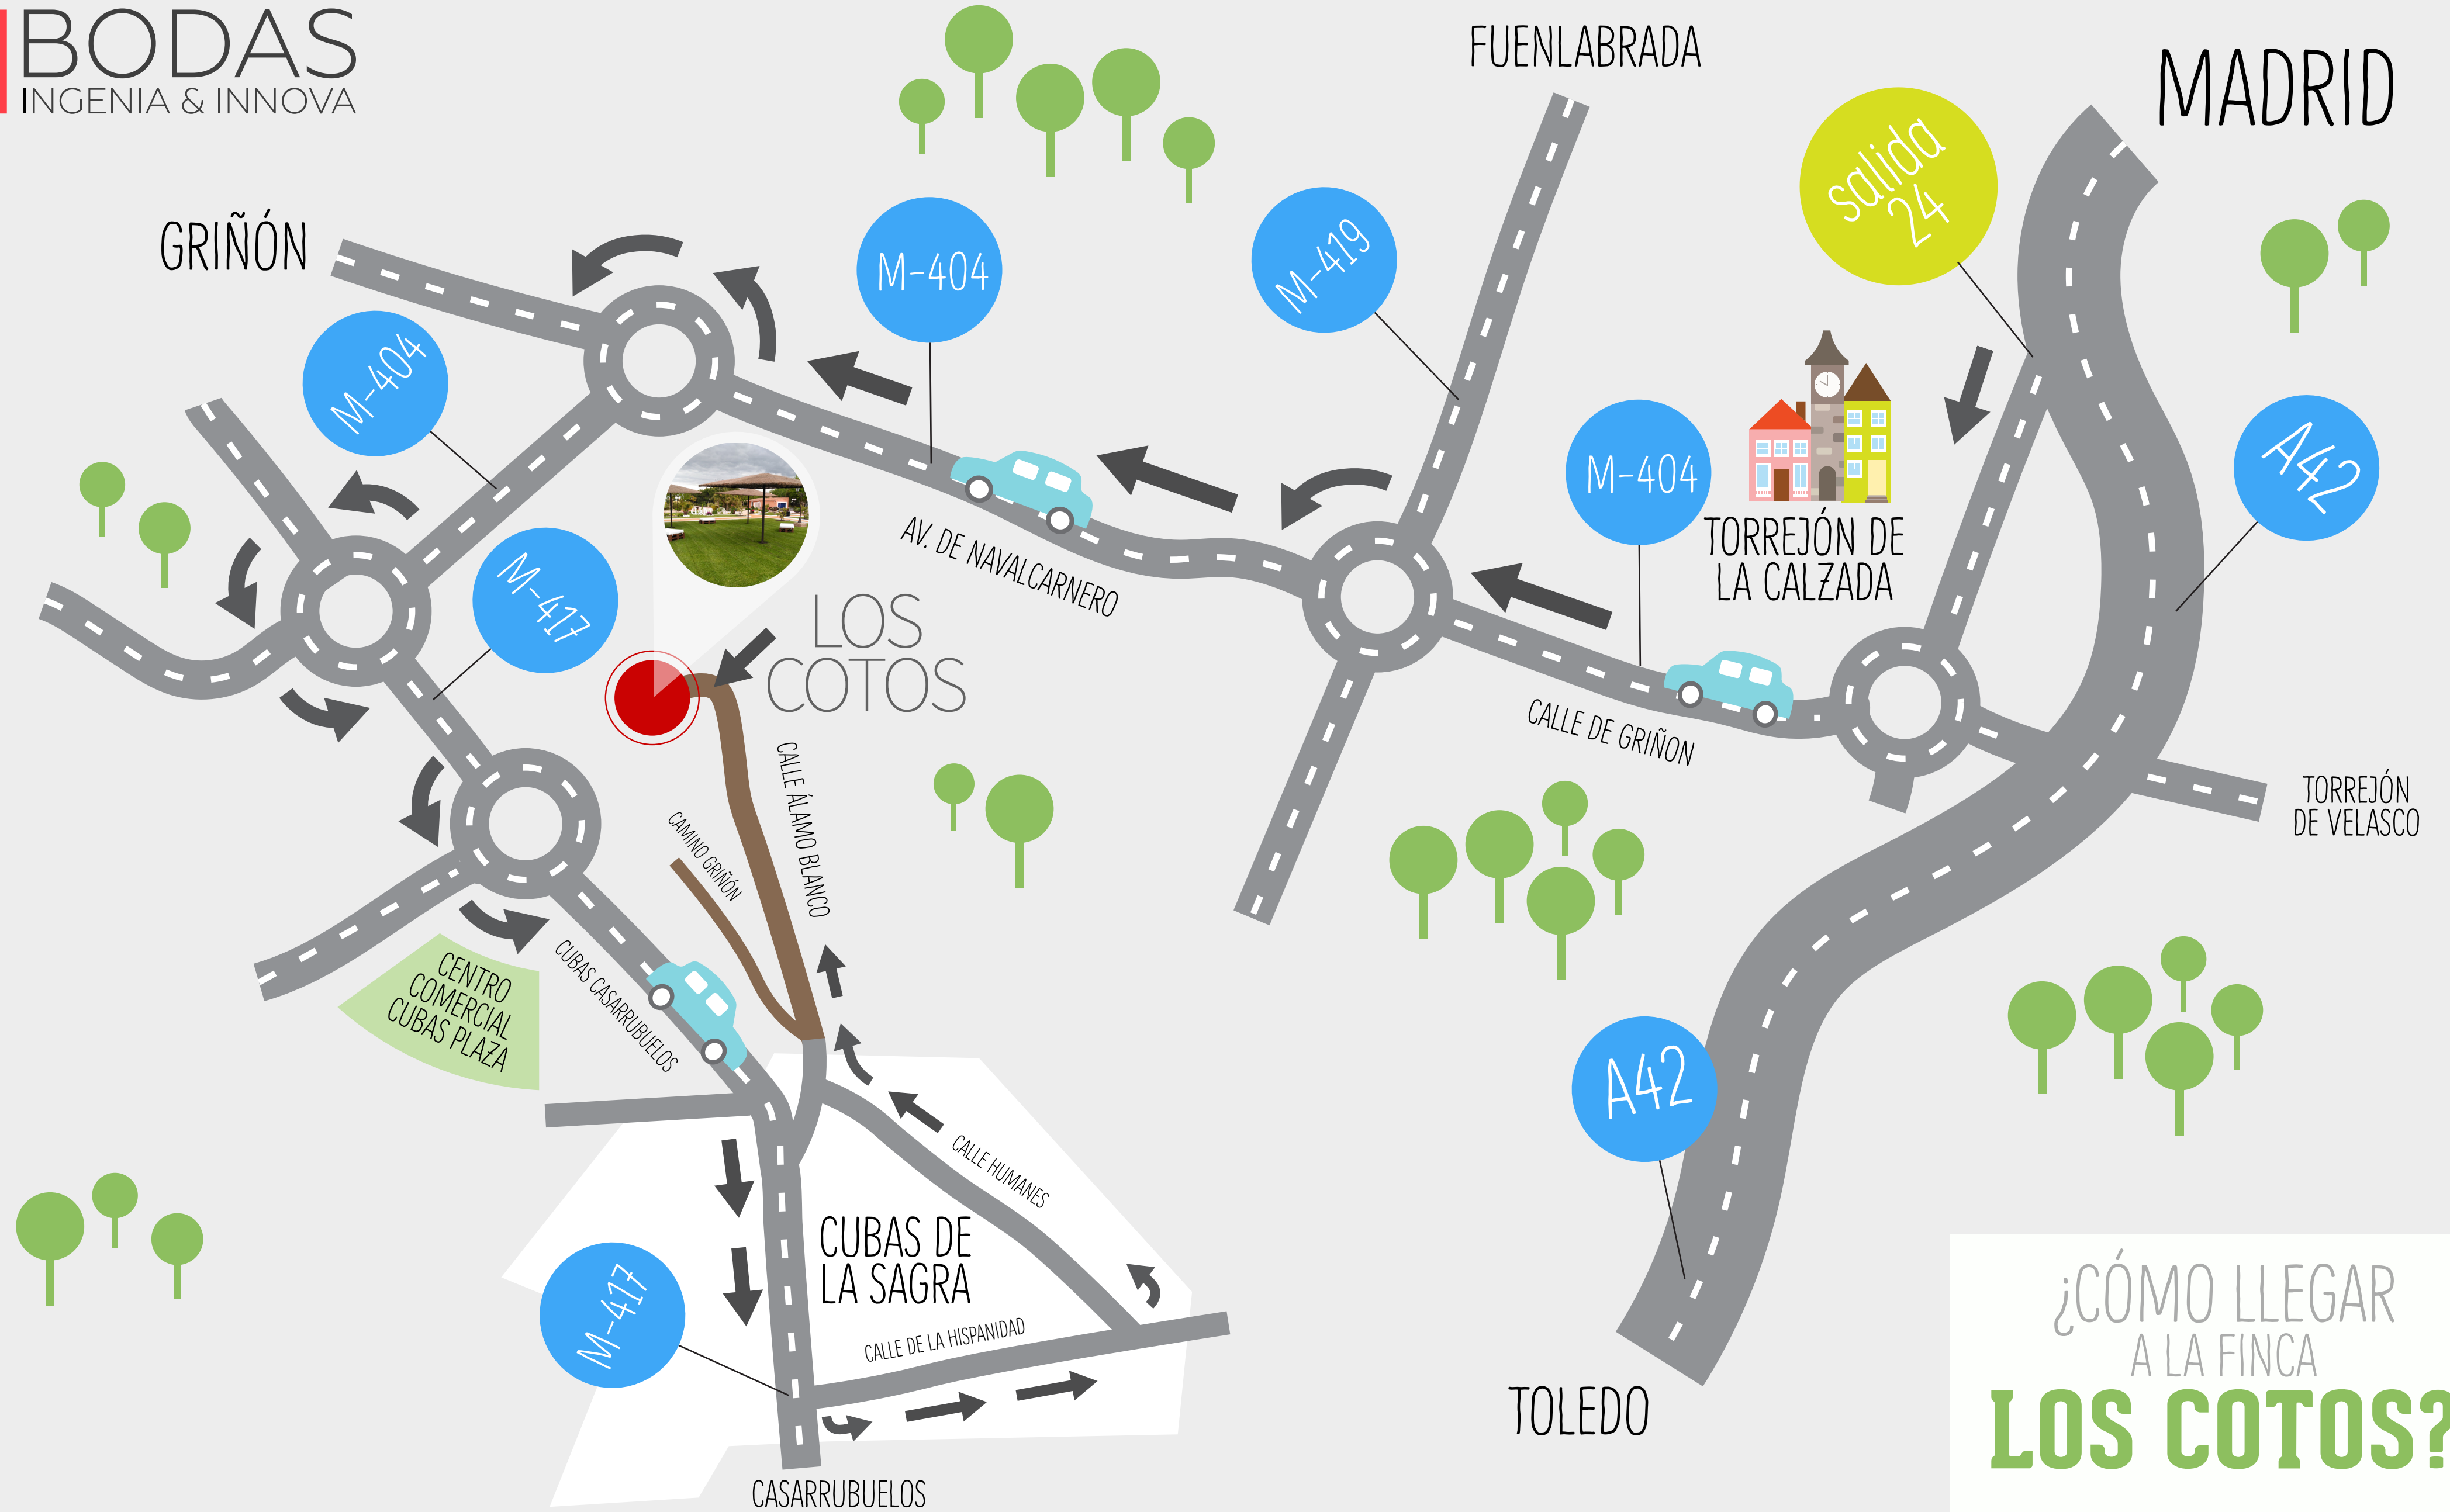 BODAS
INGENIA & INNOVA
FUENLABRADA
MADRID
salida
24
GRIÑÓN
M-404
M-419
M-404
M-404
A42
TORREJÓN DE
LA CALZADA
M-417
AV. DE NAVALCARNERO
LOS
COTOS
CALLE DE GRIÑON
TORREJÓN
DE VELASCO
CALLE ÁLAMO BLANCO
CAMINO GRIÑÓN
CENTRO
COMERCIAL
CUBAS PLAZA
CUBAS CASARRUBUELOS
A42
CALLE HUMANES
CUBAS DE
LA SAGRA
M-417
CALLE DE LA HISPANIDAD
TOLEDO
CASARRUBUELOS
¿CÓMO LLEGAR
A LA FINCA
LOS COTOS?